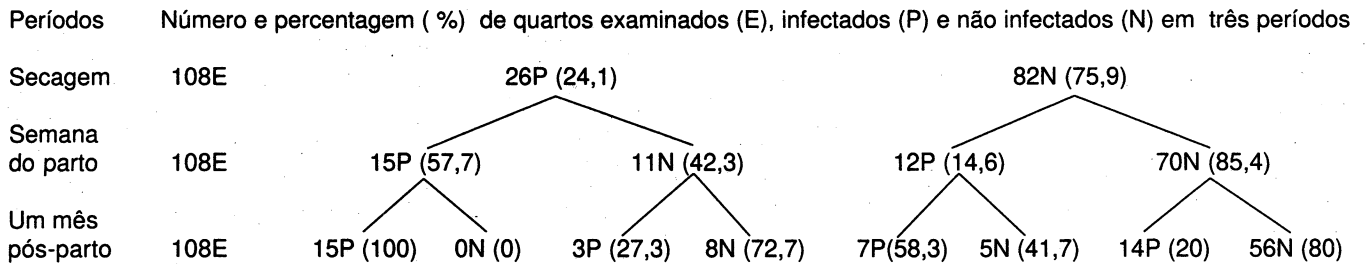 Períodos Número e percentagem ( %) de quartos examinados (E), infectados (P) e não infectados (N) em três períodos
Secagem 108E 26P (24,1) 82N (75,9)
Semana
do parto 108E 15P (57,7) 11N (42,3) 12P (14,6) 70N (85,4)
Um mês
pós-parto 108E 15P (100) 0N (0) 3P (27,3) 8N (72,7) 7P(58,3) 5N (41,7) 14P (20) 56N (80)